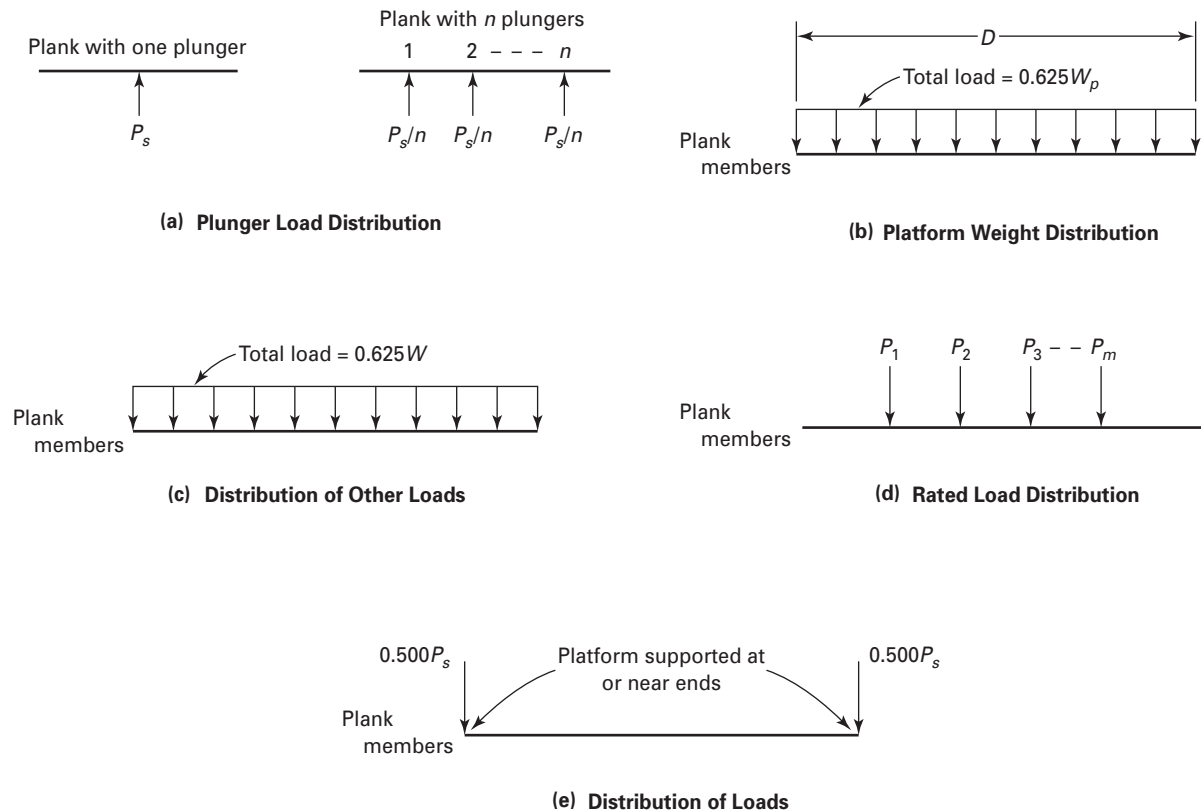 Plank with one plunger
P_s
Plank with n plungers
1 2 – – – n
P_s/n P_s/n P_s/n
(a) Plunger Load Distribution
D
Total load = 0.625W_p
Plank
members
(b) Platform Weight Distribution
Total load = 0.625W
Plank
members
(c) Distribution of Other Loads
P_1 P_2 P_3 – – P_m
Plank
members
(d) Rated Load Distribution
0.500P_s
Platform supported at
or near ends
0.500P_s
Plank
members
(e) Distribution of Loads